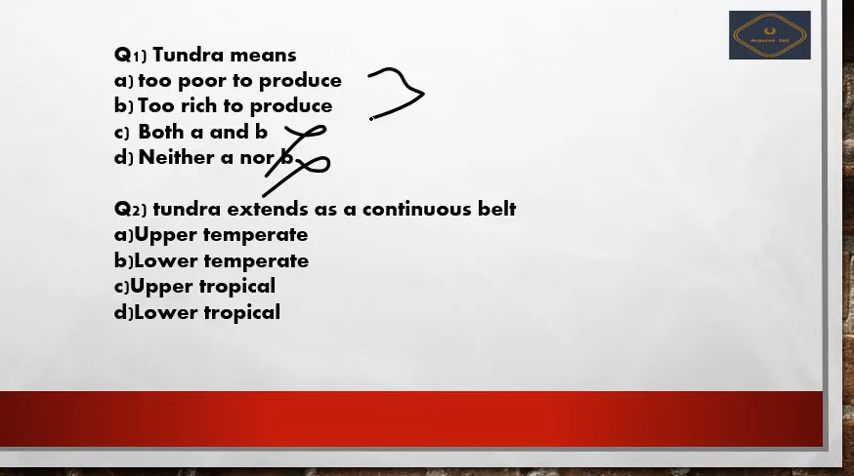 Q1) Tundra means
a) too poor to produce
b) Too rich to produce
c) Both a and b
d) Neither a nor b
Q2) tundra extends as a continuous belt
a)Upper temperate
b)Lower temperate
c)Upper tropical
d)Lower tropical